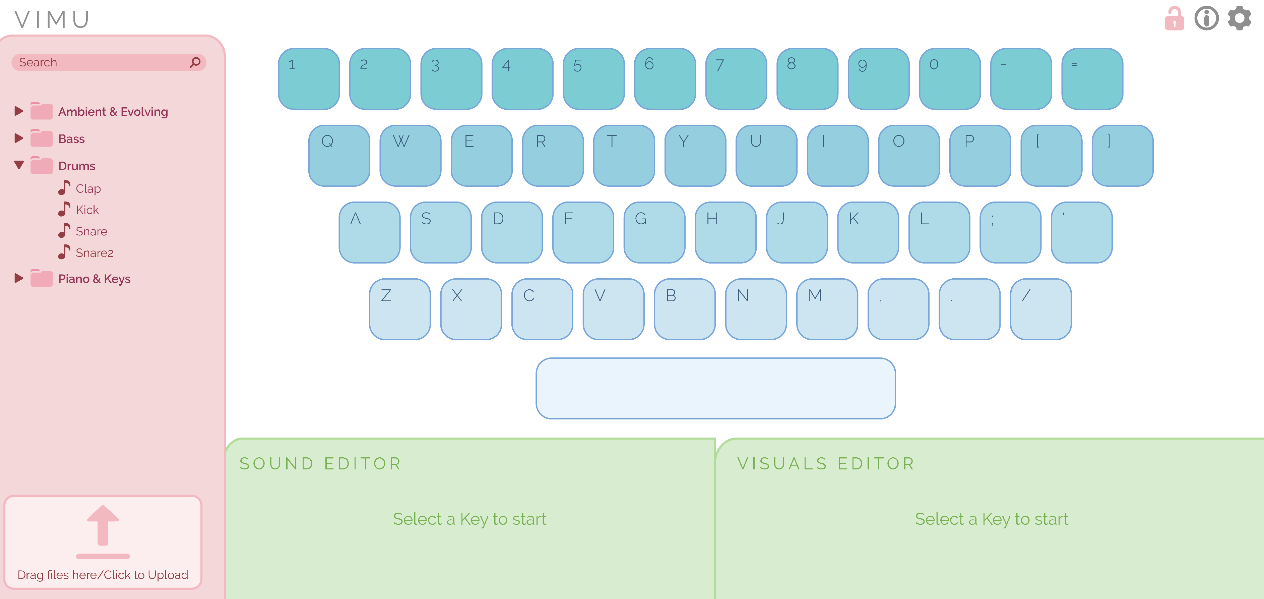 VIMU
1
Search
Ambient & Evolving
Bass
Drums
Clap
Kick
Snare
Snare2
Piano & Keys
Drag files here/Click to Upload
1 2 3 4 5 6 7 8 9 0 - =
Q W E R T Y U I O P [ ]
A S D F G H J K L ; '
Z X C V B N M , . /
SOUND EDITOR
Select a Key to start
VISUALS EDITOR
Select a Key to start